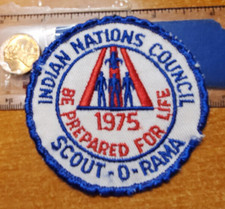 INDIAN NATIONS COUNCIL
BE PREPARED FOR LIFE
1975
SCOUT-O-RAMA